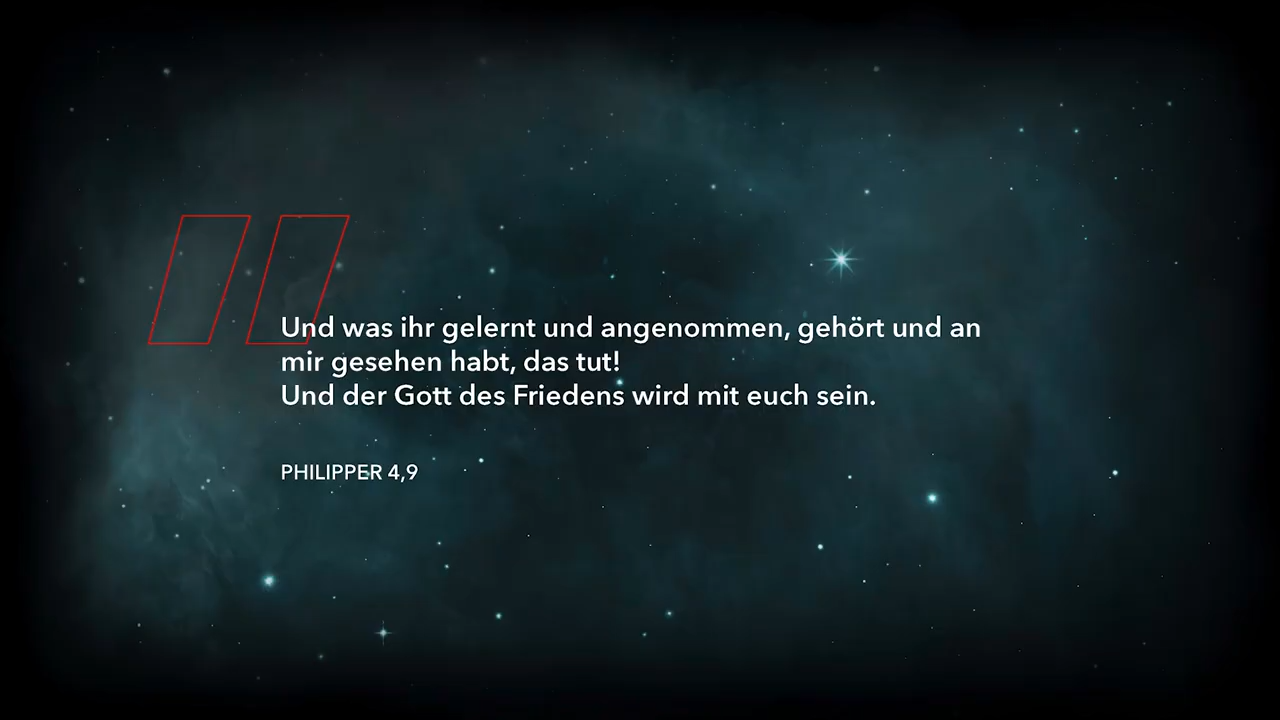 Und was ihr gelernt und angenommen, gehört und an
mir gesehen habt, das tut!
Und der Gott des Friedens wird mit euch sein.
PHILIPPER 4,9